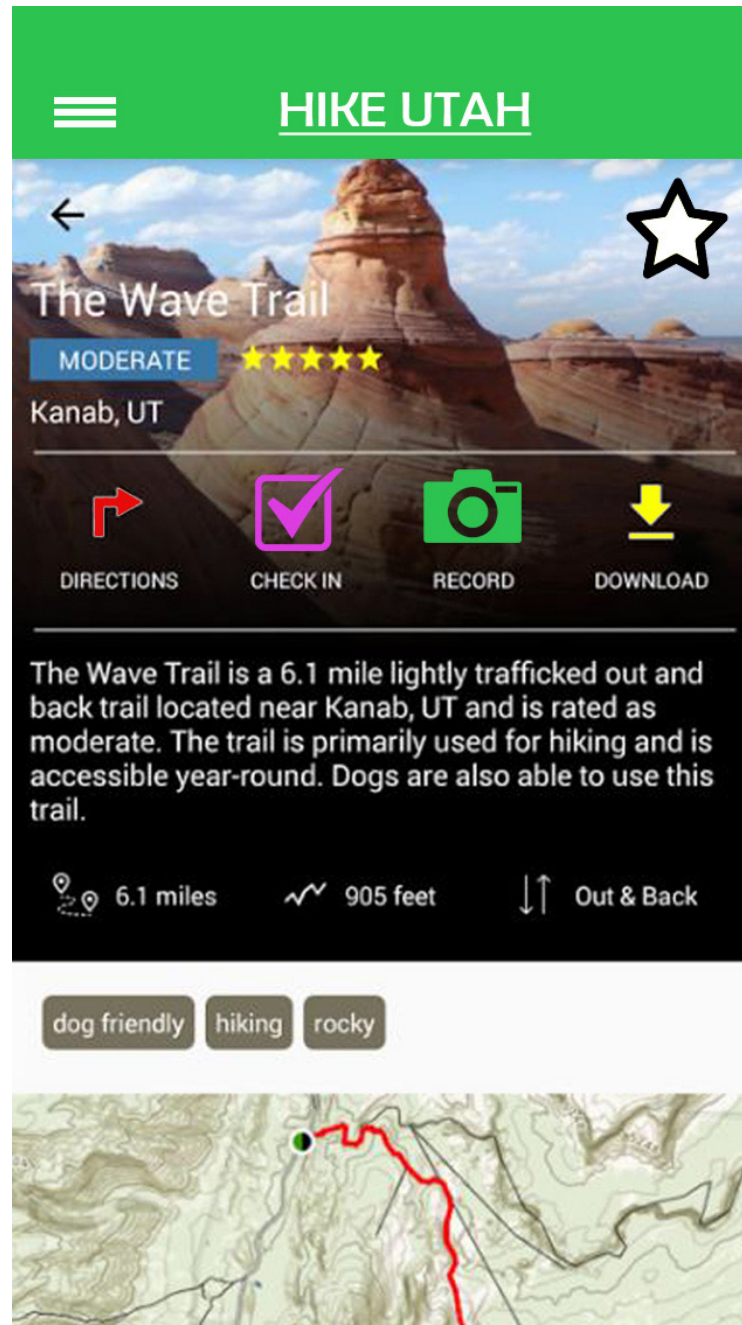 HIKE UTAH
The Wave Trail
MODERATE
Kanab, UT
DIRECTIONS CHECK IN RECORD DOWNLOAD
The Wave Trail is a 6.1 mile lightly trafficked out and
back trail located near Kanab, UT and is rated as
moderate. The trail is primarily used for hiking and is
accessible year-round. Dogs are also able to use this
trail.
6.1 miles 905 feet Out & Back
dog friendly hiking rocky